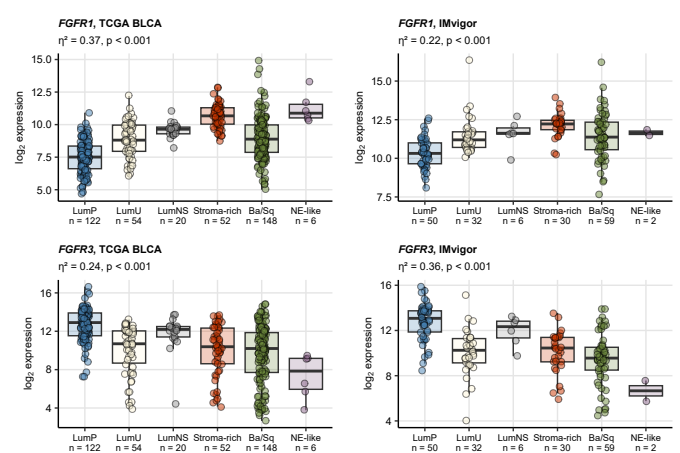 FGFR1, TCGA BLCA
η² = 0.37, p < 0.001
log₂ expression
15.0
12.5
10.0
7.5
5.0
LumP LumU LumNS Stroma-rich Ba/Sq NE-like
n = 122 n = 54 n = 20 n = 52 n = 148 n = 6
FGFR1, IMvigor
η² = 0.22, p < 0.001
log₂ expression
15.0
12.5
10.0
7.5
LumP LumU LumNS Stroma-rich Ba/Sq NE-like
n = 50 n = 32 n = 6 n = 30 n = 59 n = 2
FGFR3, TCGA BLCA
η² = 0.24, p < 0.001
log₂ expression
16
12
8
4
LumP LumU LumNS Stroma-rich Ba/Sq NE-like
n = 122 n = 54 n = 20 n = 52 n = 148 n = 6
FGFR3, IMvigor
η² = 0.36, p < 0.001
log₂ expression
16
12
8
4
LumP LumU LumNS Stroma-rich Ba/Sq NE-like
n = 50 n = 32 n = 6 n = 30 n = 59 n = 2